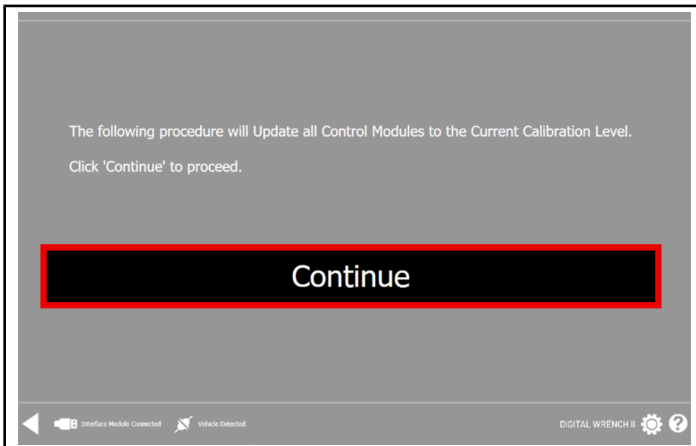 The following procedure will Update all Control Modules to the Current Calibration Level.
Click 'Continue' to proceed.
Continue
Interface Module Connected
Vehicle Detected
DIGITAL WRENCH II
?